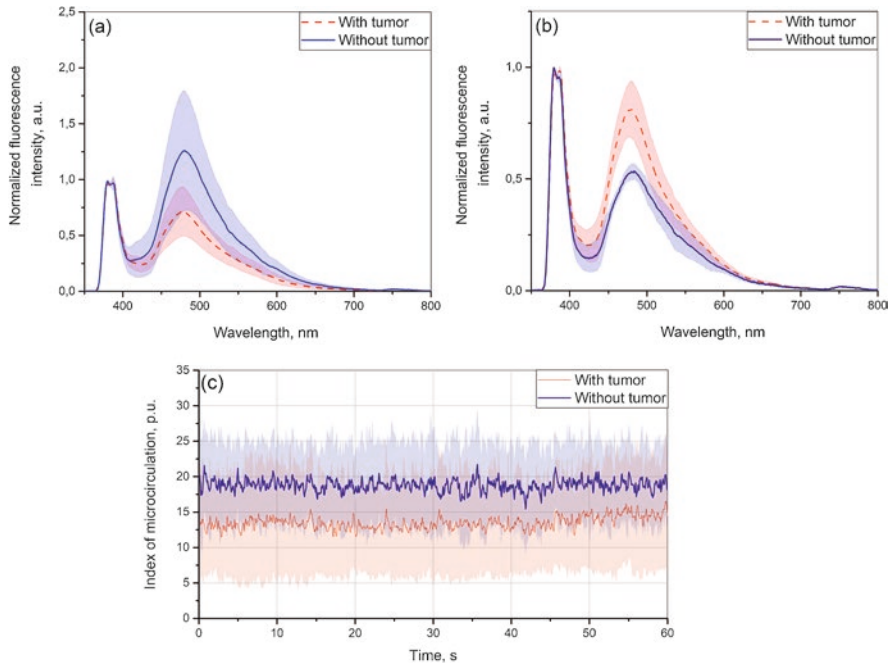 (a)
With tumor
Without tumor
2,5
2,0
1,5
1,0
0,5
0,0
400
500
600
700
800
Normalized fluorescence
intensity, a.u.
Wavelength, nm
(b)
With tumor
Without tumor
1,0
0,5
0,0
400
500
600
700
800
Normalized fluorescence
intensity, a.u.
Wavelength, nm
(c)
With tumor
Without tumor
35
30
25
20
15
10
5
0
0
10
20
30
40
50
60
Index of microcirculation, p.u.
Time, s